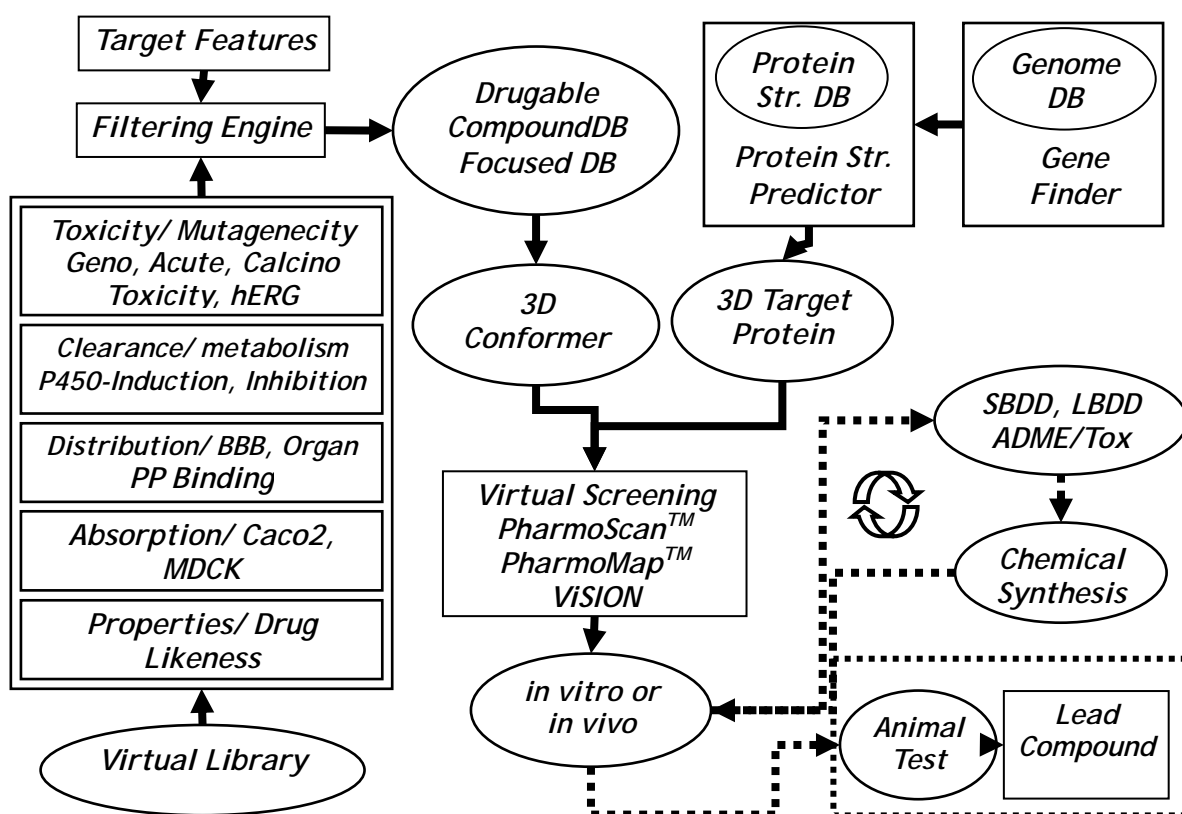 Target Features
Filtering Engine
Toxicity/ Mutagenecity
Geno, Acute, Calcino
Toxicity, hERG
Clearance/ metabolism
P450-Induction, Inhibition
Distribution/ BBB, Organ
PP Binding
Absorption/ Caco2,
MDCK
Properties/ Drug
Likeness
Virtual Library
Drugable
CompoundDB
Focused DB
3D
Conformer
Protein
Str. DB
Protein Str.
Predictor
Genome
DB
Gene
Finder
3D Target
Protein
Virtual Screening
PharmoScan™
PharmoMap™
ViSION
in vitro or
in vivo
SBDD, LBDD
ADME/Tox
Chemical
Synthesis
Animal
Test
Lead
Compound